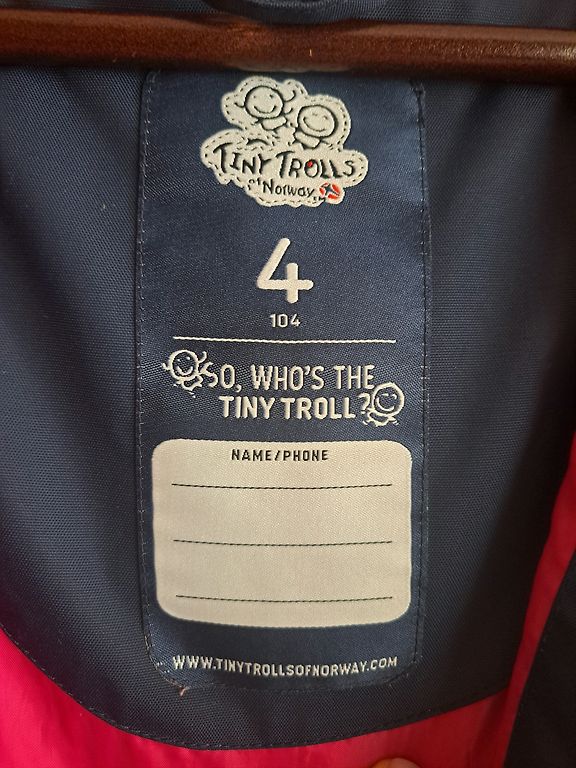 TINY TROLLS
of Norway
4
104
SO, WHO'S THE
TINY TROLL?
NAME/PHONE
WWW.TINYTROLLSOFNORWAY.COM